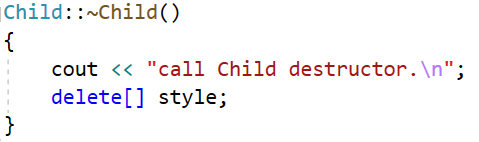 Child::~Child()
{
    cout << "call Child destructor.\n";
    delete[] style;
}